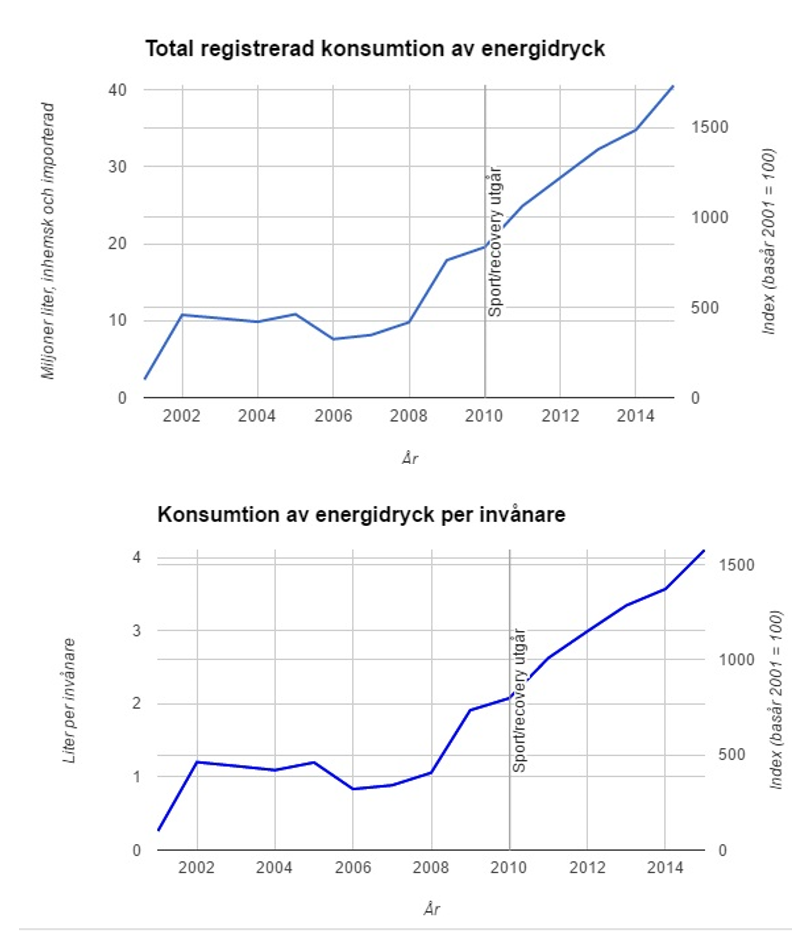 Total registrerad konsumtion av energidryck
Miljoner liter, inhemsk och importerad
40
30
20
10
0
1500
1000
500
0
Index (basår 2001 = 100)
Sport/recovery utgår
2002 2004 2006 2008 2010 2012 2014
År
Konsumtion av energidryck per invånare
Liter per invånare
4
3
2
1
0
1500
1000
500
0
Index (basår 2001 = 100)
Sport/recovery utgår
2002 2004 2006 2008 2010 2012 2014
År